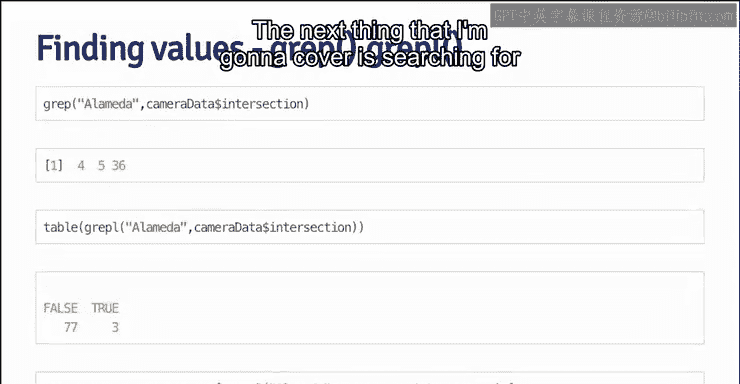 Finding values - grep(),grepl()
The next thing that I'm
gonna cover is searching for
grep("Alameda",cameraData$intersection)
[1] 4 5 36
table(grepl("Alameda",cameraData$intersection))
FALSE TRUE
77 3